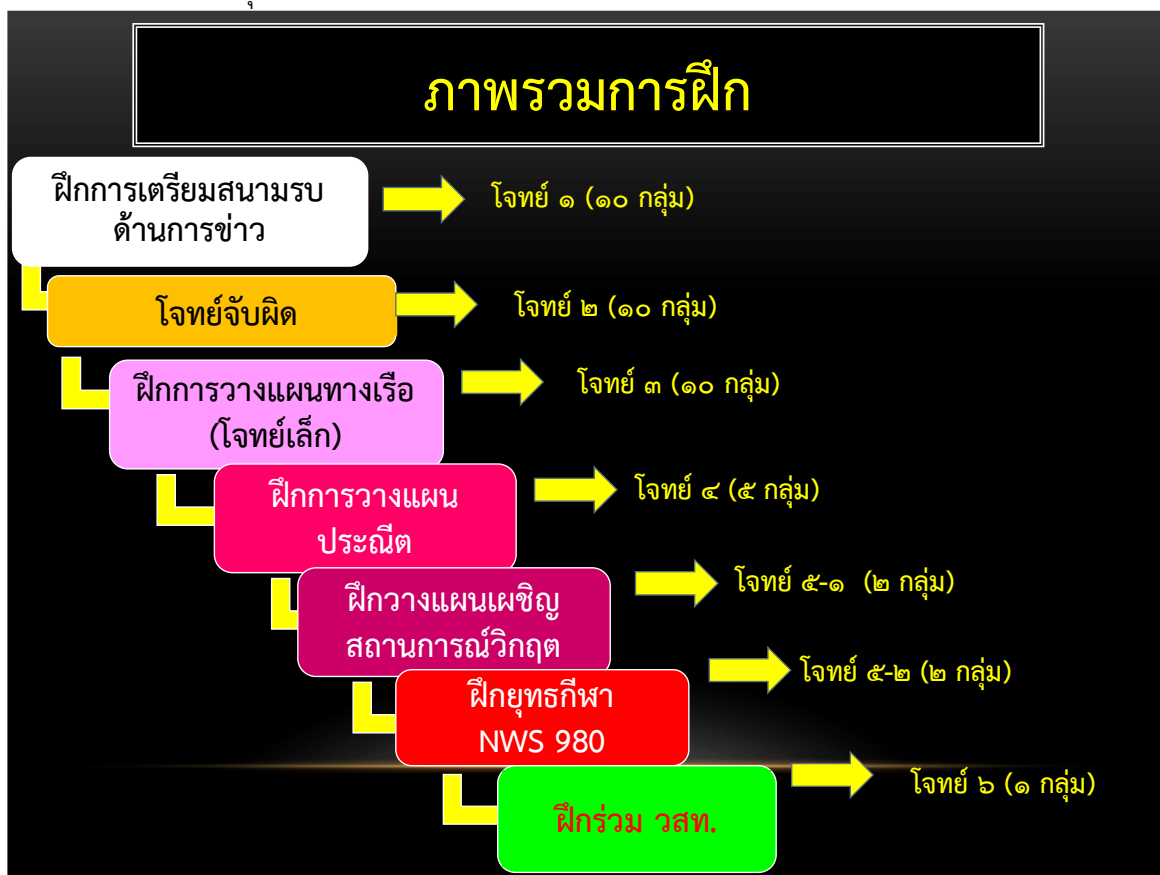 ภาพรวมการฝึก
ฝึกการเตรียมสนามรบ
ด้านการข่าว
โจทย์ ๑ (๑๐ กลุ่ม)
โจทย์จับผิด
โจทย์ ๒ (๑๐ กลุ่ม)
ฝึกการวางแผนทางเรือ
(โจทย์เล็ก)
โจทย์ ๓ (๑๐ กลุ่ม)
ฝึกการวางแผน
ประณีต
โจทย์ ๔ (๕ กลุ่ม)
ฝึกวางแผนเผชิญ
สถานการณ์วิกฤต
โจทย์ ๕-๑ (๒ กลุ่ม)
ฝึกยุทธกีฬา
NWS 980
โจทย์ ๕-๒ (๒ กลุ่ม)
ฝึกร่วม วสท.
โจทย์ ๖ (๑ กลุ่ม)